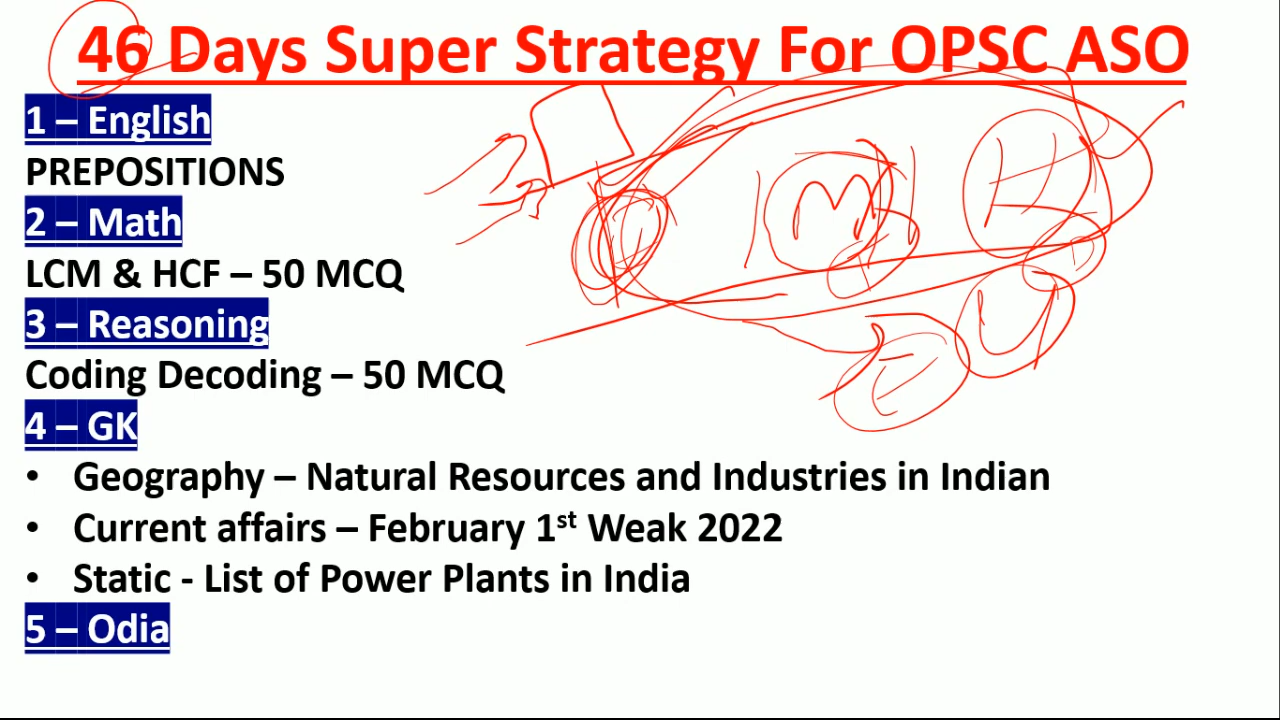 46 Days Super Strategy For OPSC ASO
1 – English
PREPOSITIONS
2 – Math
LCM & HCF – 50 MCQ
3 – Reasoning
Coding Decoding – 50 MCQ
4 – GK
• Geography – Natural Resources and Industries in Indian
• Current affairs – February 1st Weak 2022
• Static - List of Power Plants in India
5 – Odia